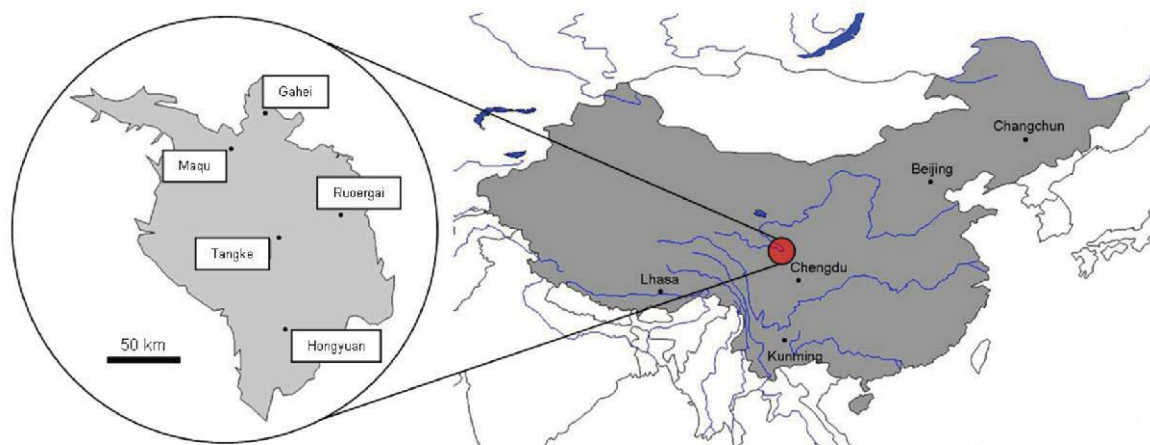 Gahei
Maqu
Ruoergai
Tangke
50 km
Hongyuan
Changchun
Beijing
Chengdu
Lhasa
Kunming